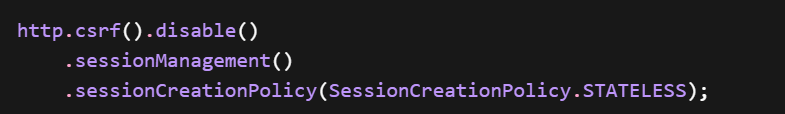 http.csrf().disable()
    .sessionManagement()
    .sessionCreationPolicy(SessionCreationPolicy.STATELESS);